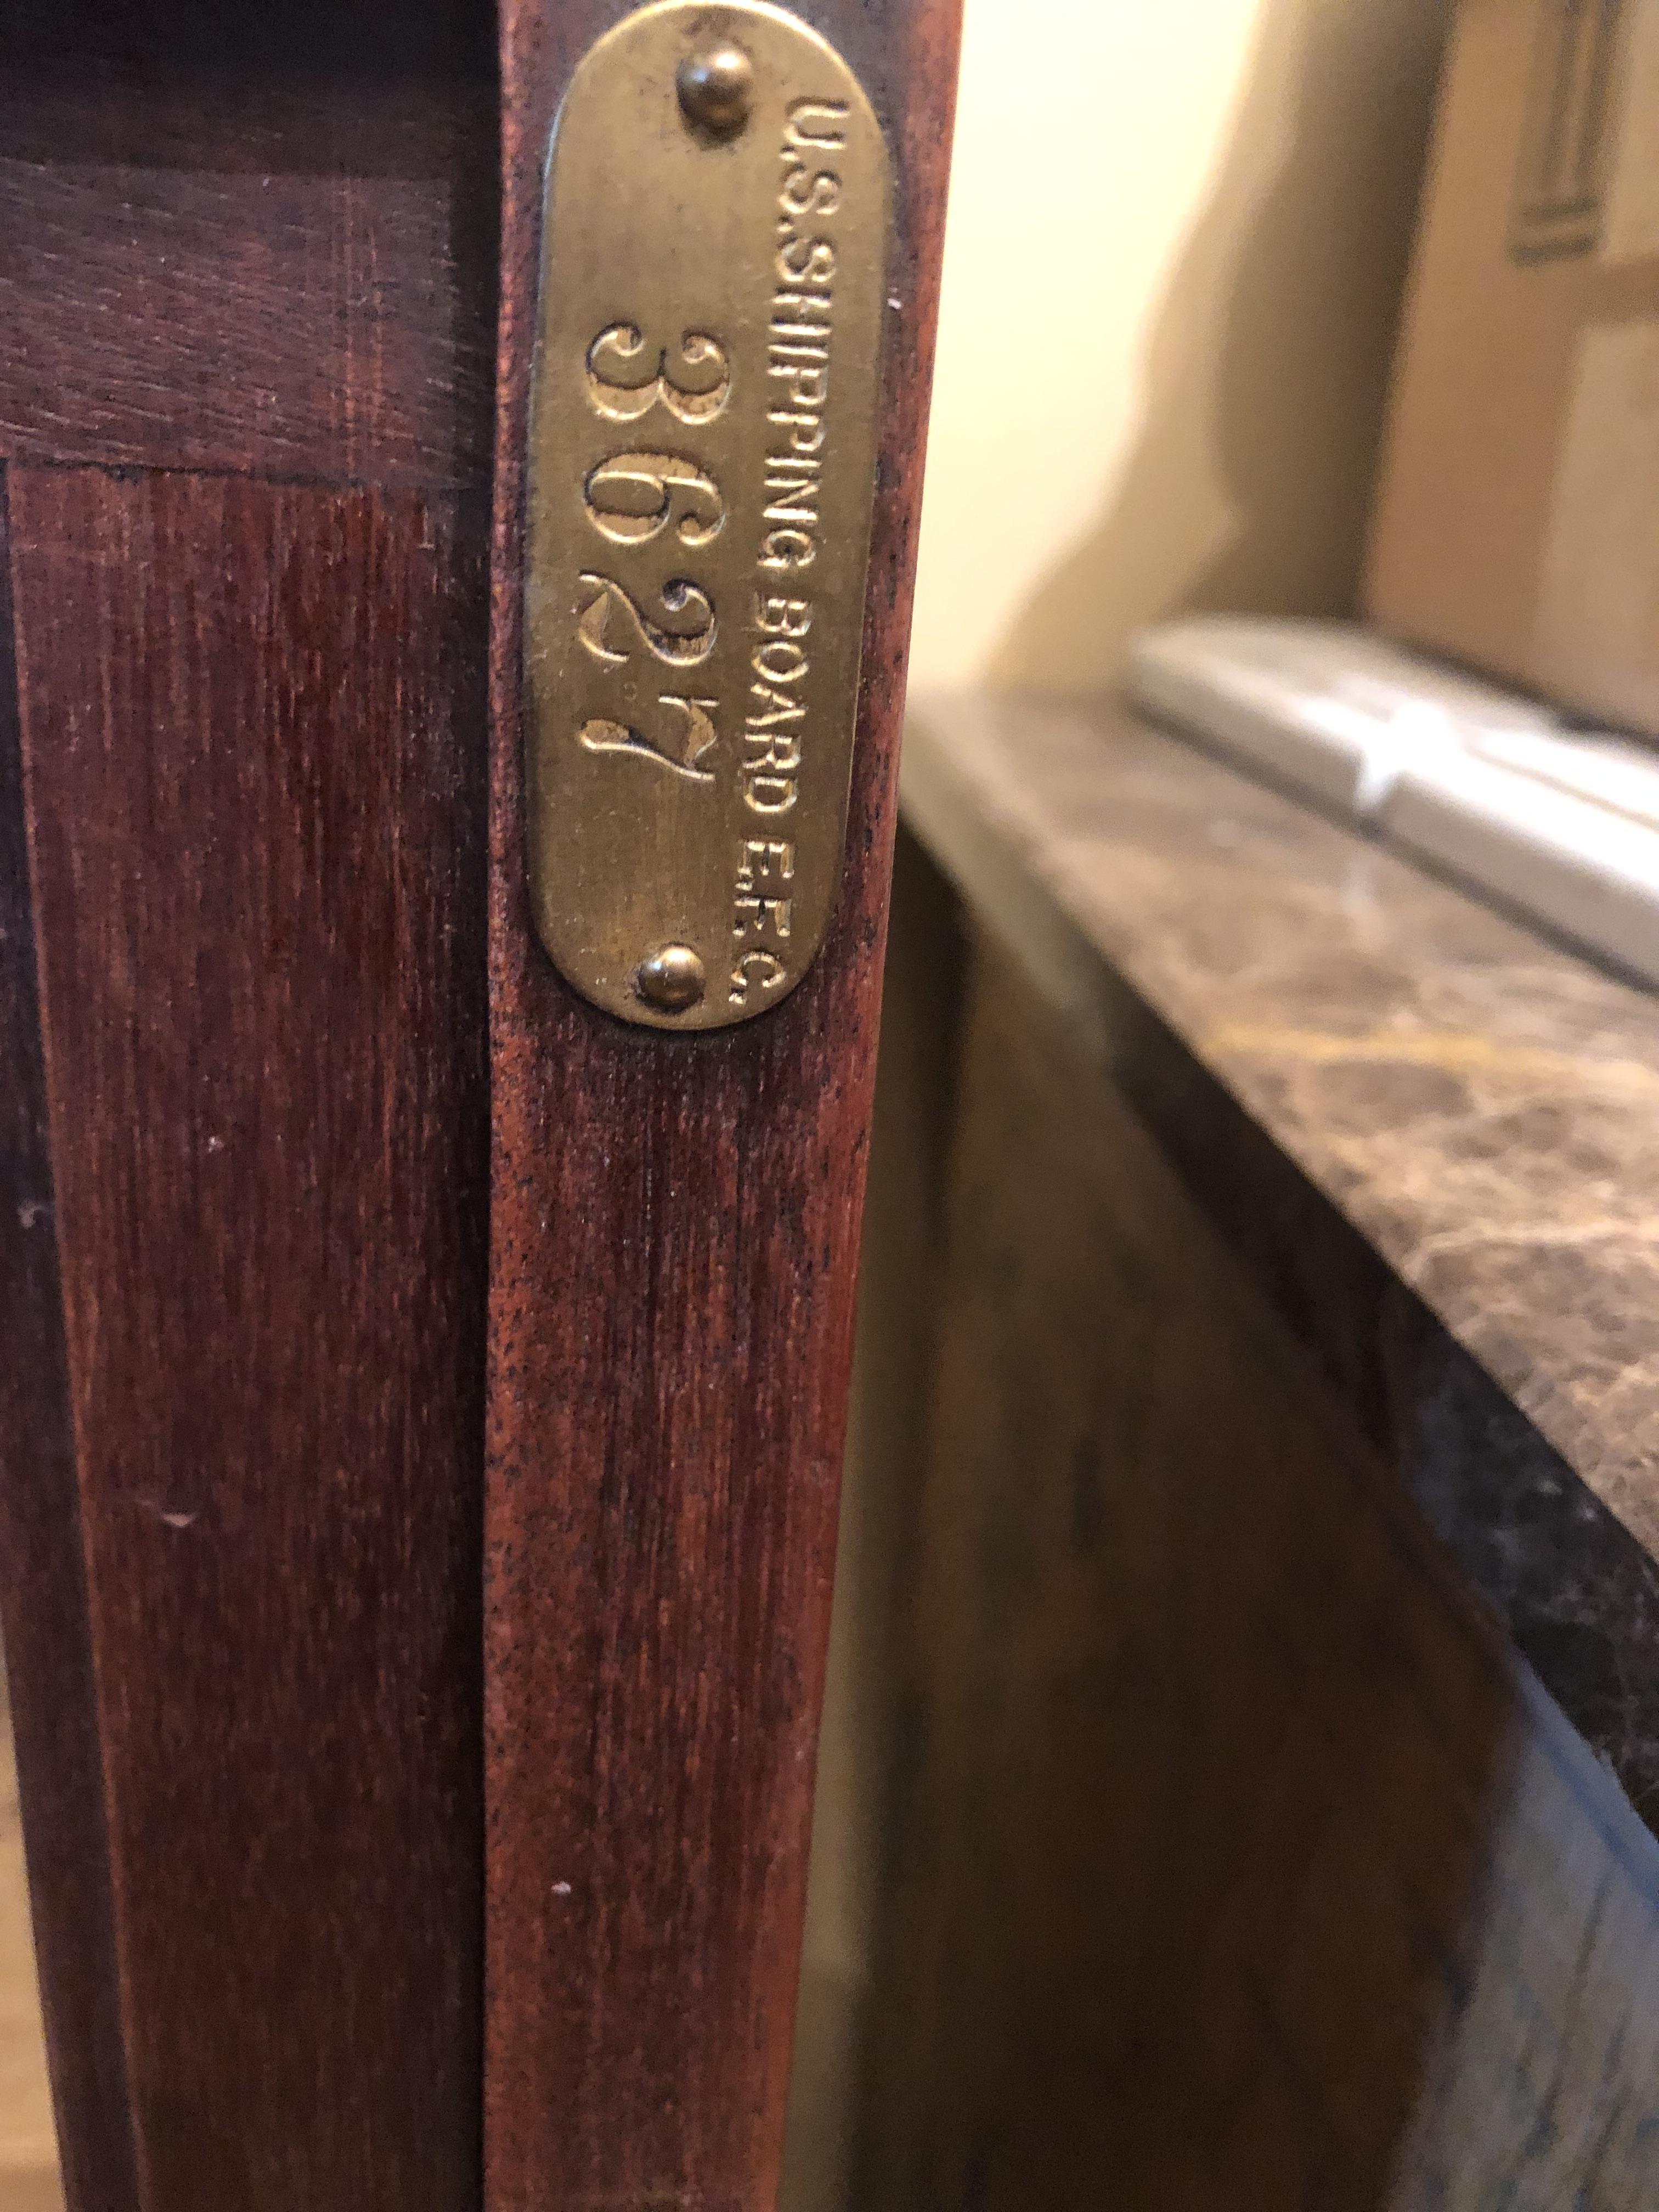 U.S. SHIPPING BOARD E.F.C.
3627